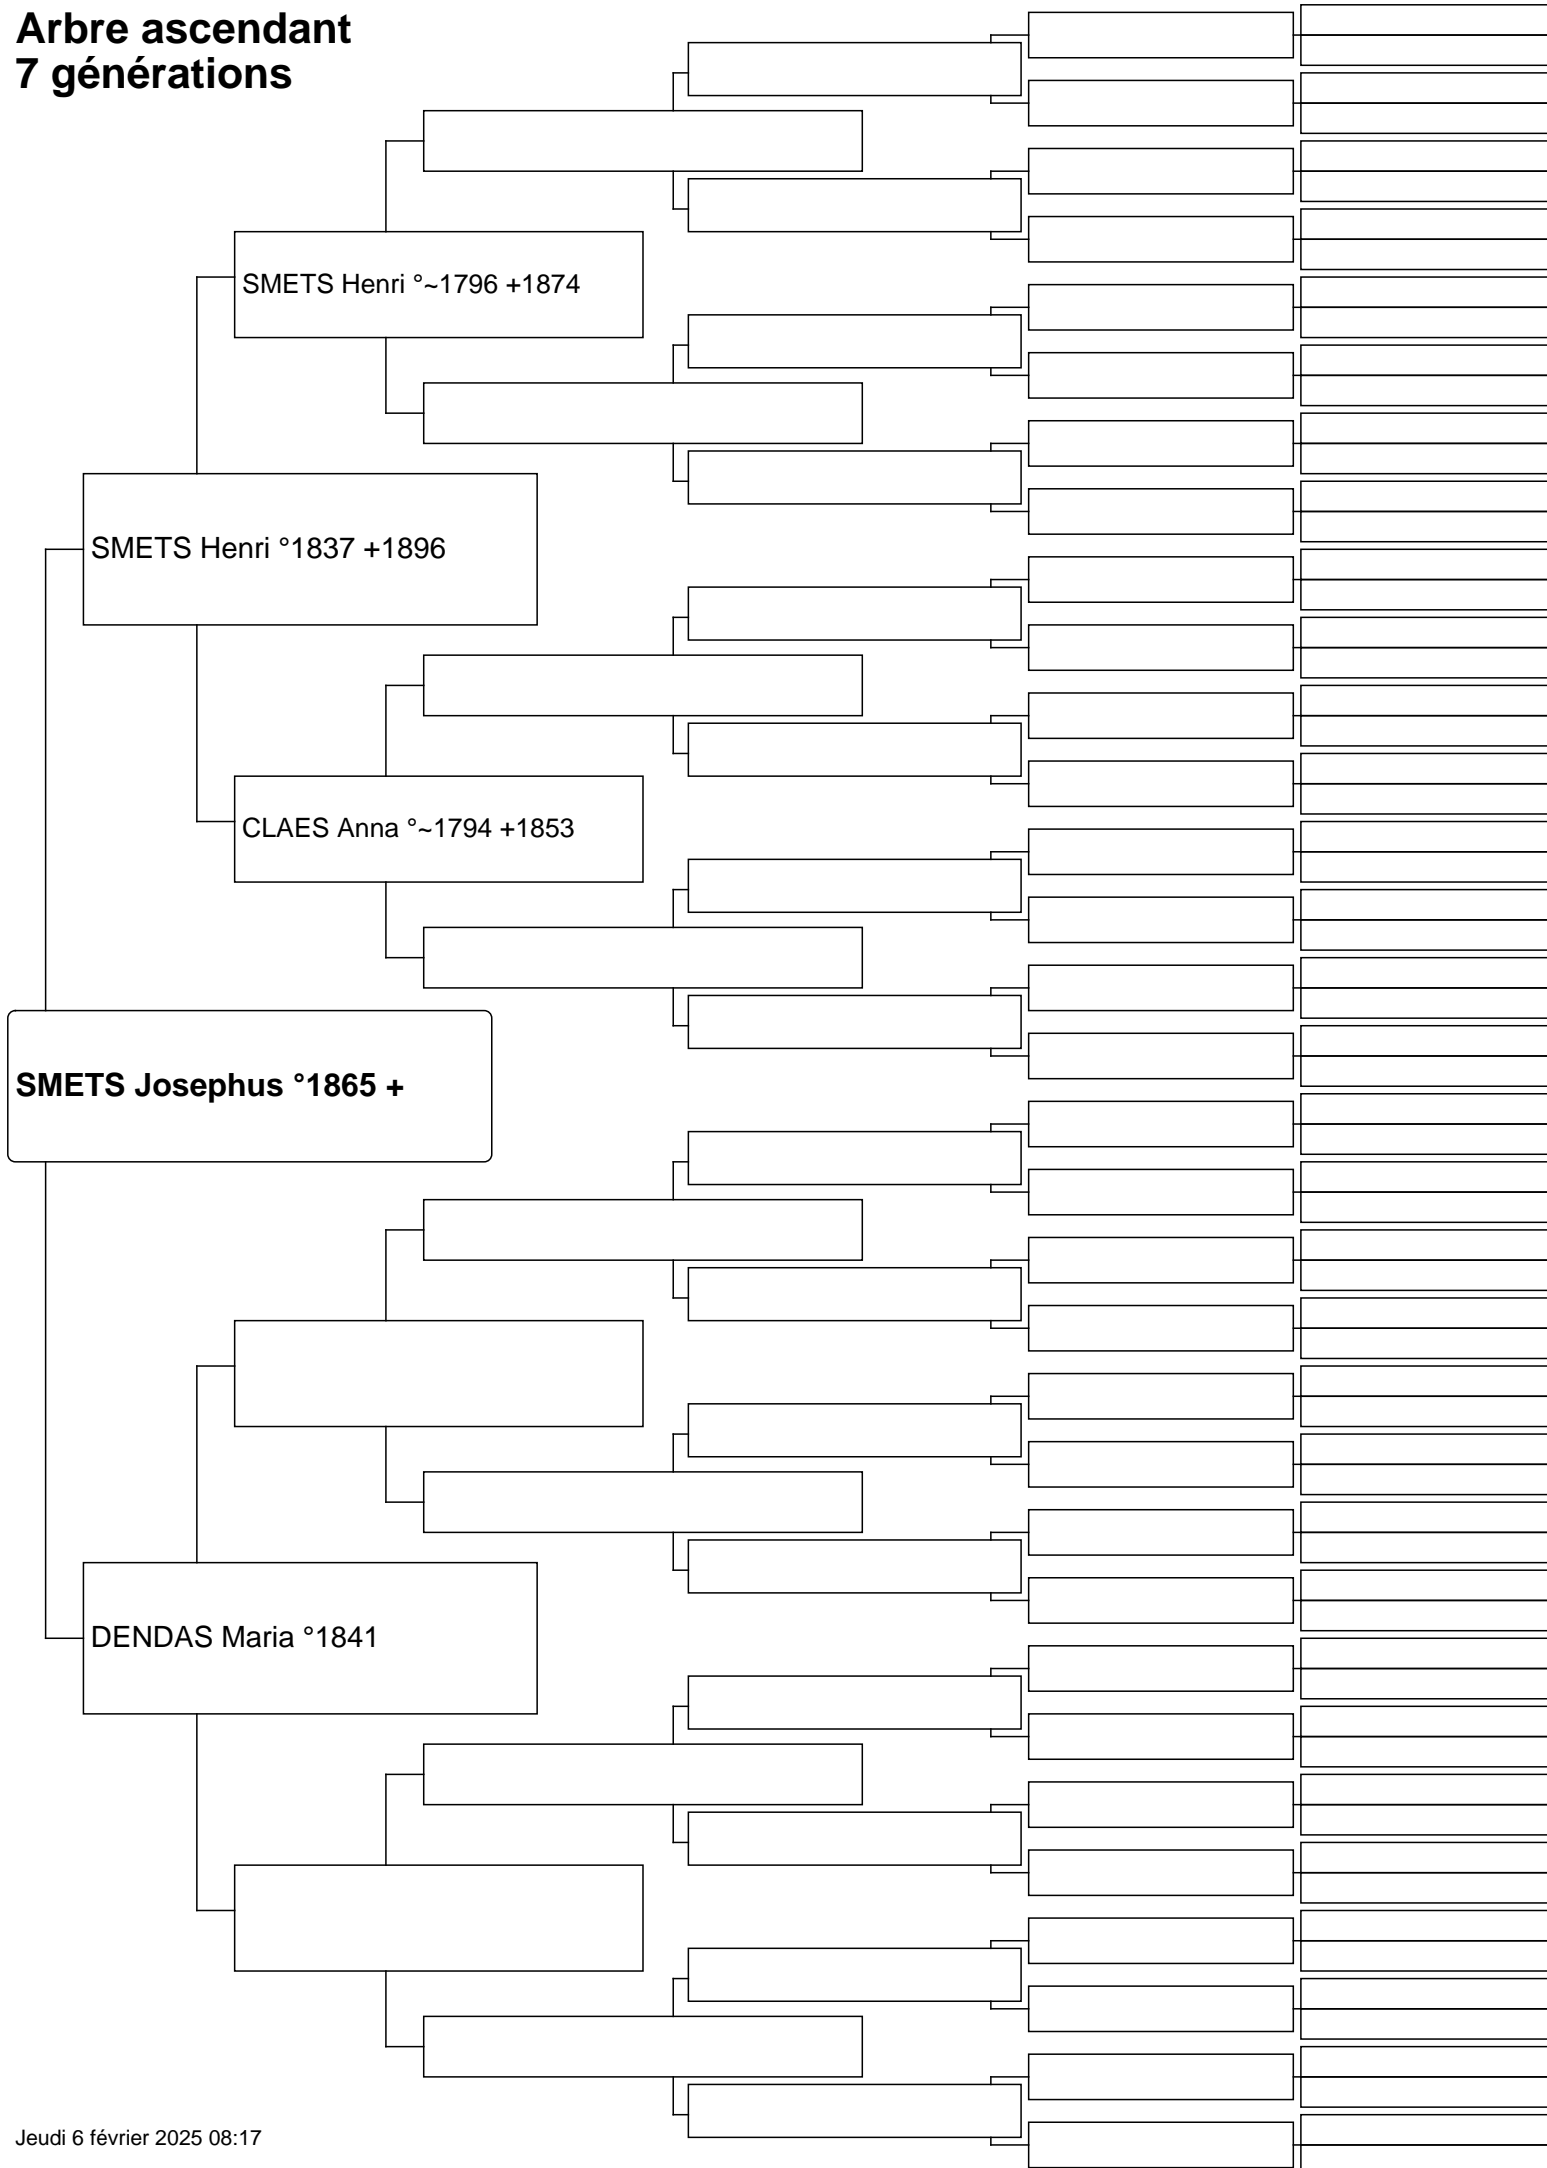 Arbre ascendant
7 générations
SMETS Henri °~1796 +1874
SMETS Henri °1837 +1896
CLAES Anna °~1794 +1853
SMETS Josephus °1865 +
DENDAS Maria °1841
Jeudi 6 février 2025 08:17